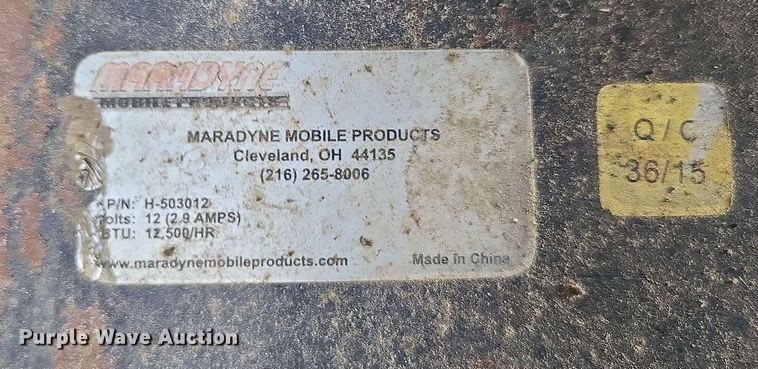 MARADYNE®
MOBILE PRODUCTS
MARADYNE MOBILE PRODUCTS
Cleveland, OH 44135
(216) 265-8006
P/N: H-503012
olts: 12 (2.9 AMPS)
BTU: 12,500/HR
www.maradynemobileproducts.com
Made in China
Q/C
36/15
Purple Wave Auction